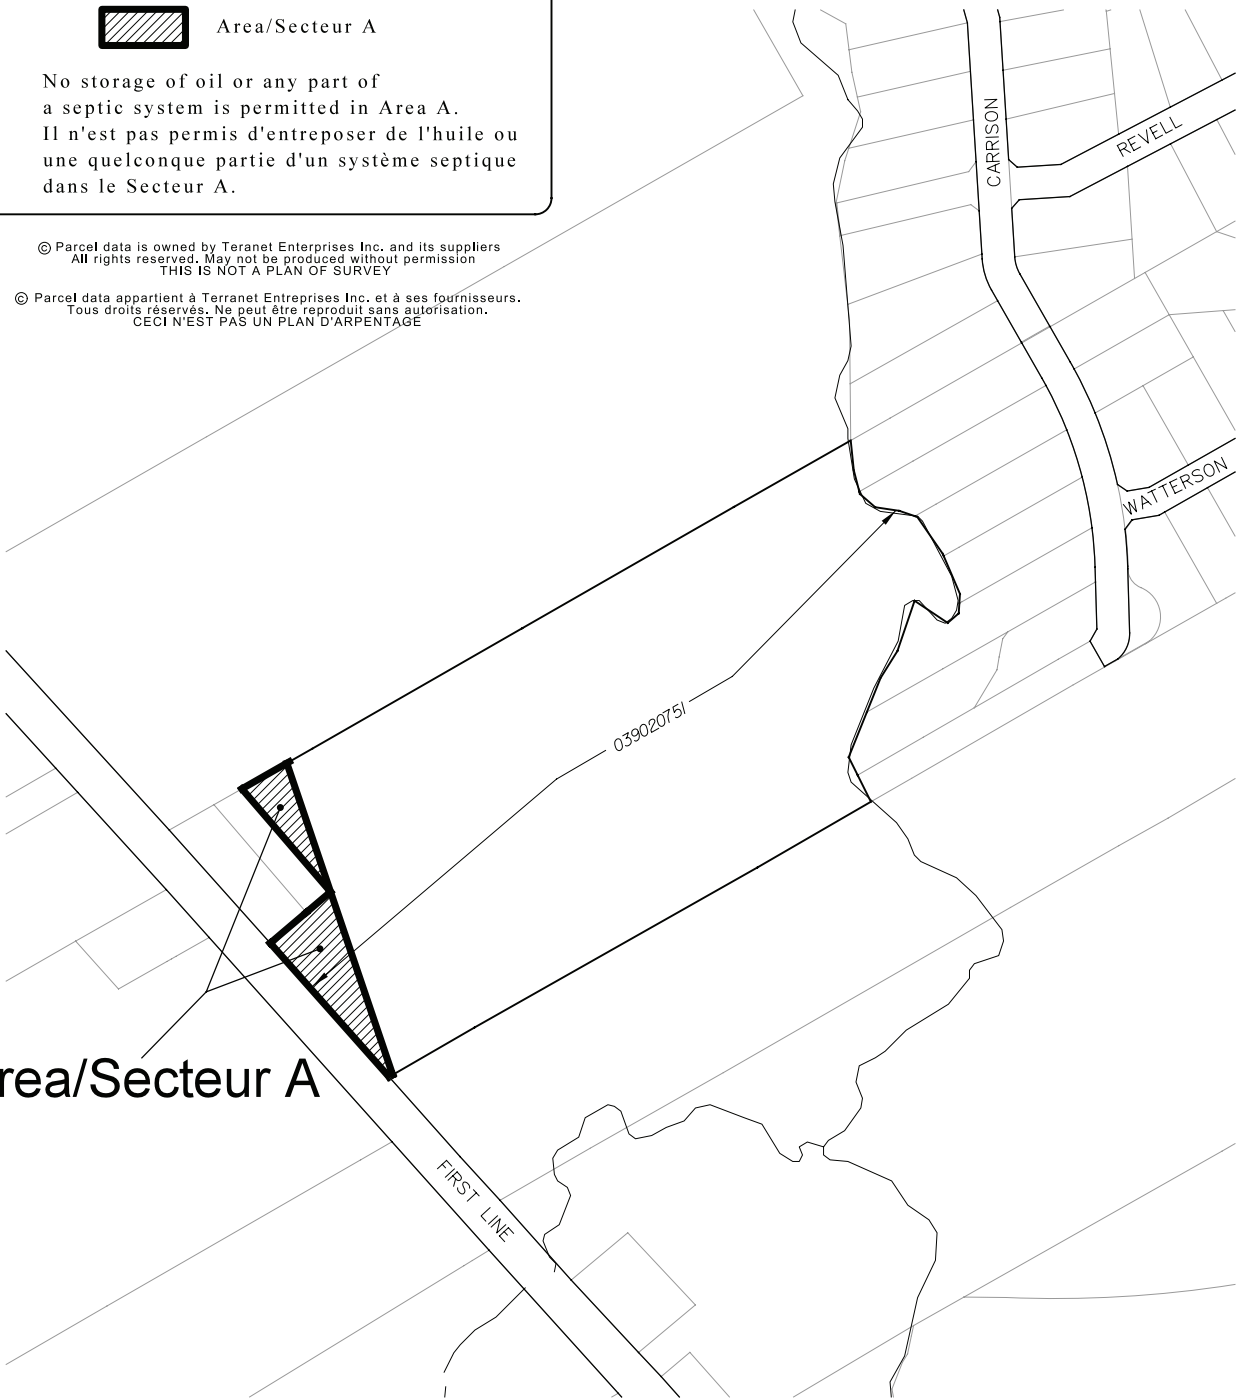 Area/Secteur A
No storage of oil or any part of
a septic system is permitted in Area A.
Il n'est pas permis d'entreposer de l'huile ou
une quelconque partie d'un système septique
dans le Secteur A.
© Parcel data is owned by Teranet Enterprises Inc. and its suppliers
All rights reserved. May not be produced without permission
THIS IS NOT A PLAN OF SURVEY
© Parcel data appartient à Terranet Entreprises Inc. et à ses fournisseurs.
Tous droits réservés. Ne peut être reproduit sans autorisation.
CECI N'EST PAS UN PLAN D'ARPENTAGE
CARRISON
REVELL
WATTERSON
039020751
rea/Secteur A
FIRST LINE